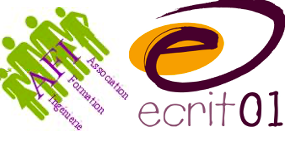 AFI
Association
Formation
Ingénierie
ecrit01